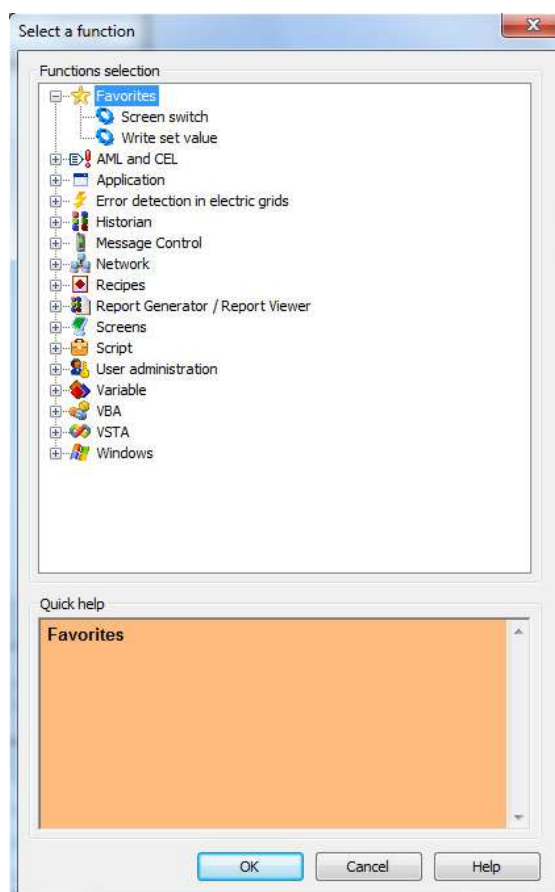 Select a function
Functions selection
Favorites
Screen switch
Write set value
AML and CEL
Application
Error detection in electric grids
Historian
Message Control
Network
Recipes
Report Generator / Report Viewer
Screens
Script
User administration
Variable
VBA
VSTA
Windows
Quick help
Favorites
OK Cancel Help